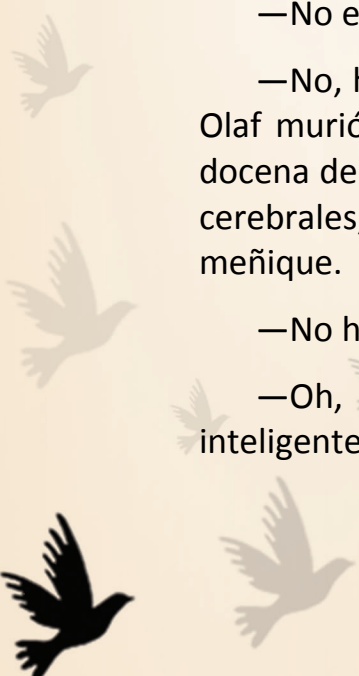 —No e
—No, h
Olaf murió
docena de
cerebrales,
meñique.
—No h
—Oh,
inteligente